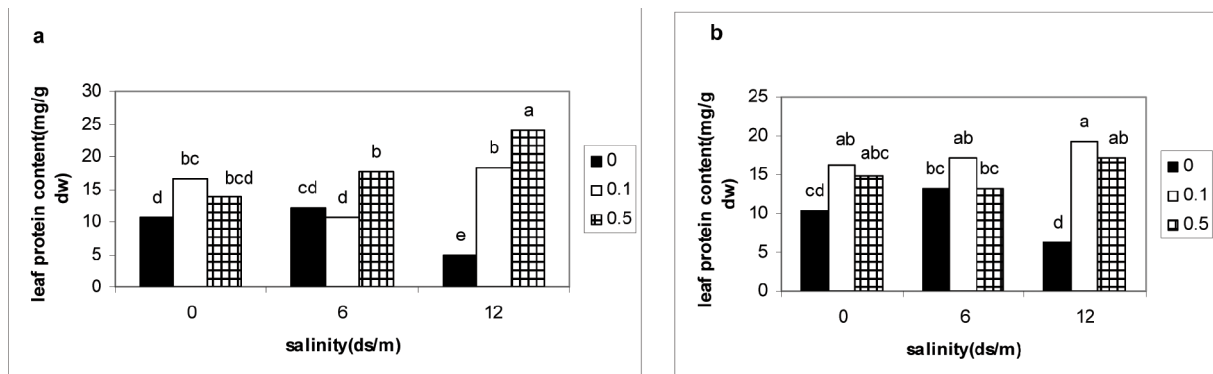 a
leaf protein content(mg/g
dw)
30
25
20
15
10
5
0
d
bc
bcd
cd
d
b
e
b
a
0
6
12
salinity(ds/m)
0
0.1
0.5
b
leaf protein content(mg/g
dw)
25
20
15
10
5
0
cd
ab
abc
bc
ab
bc
d
a
ab
0
6
12
salinity(ds/m)
0
0.1
0.5